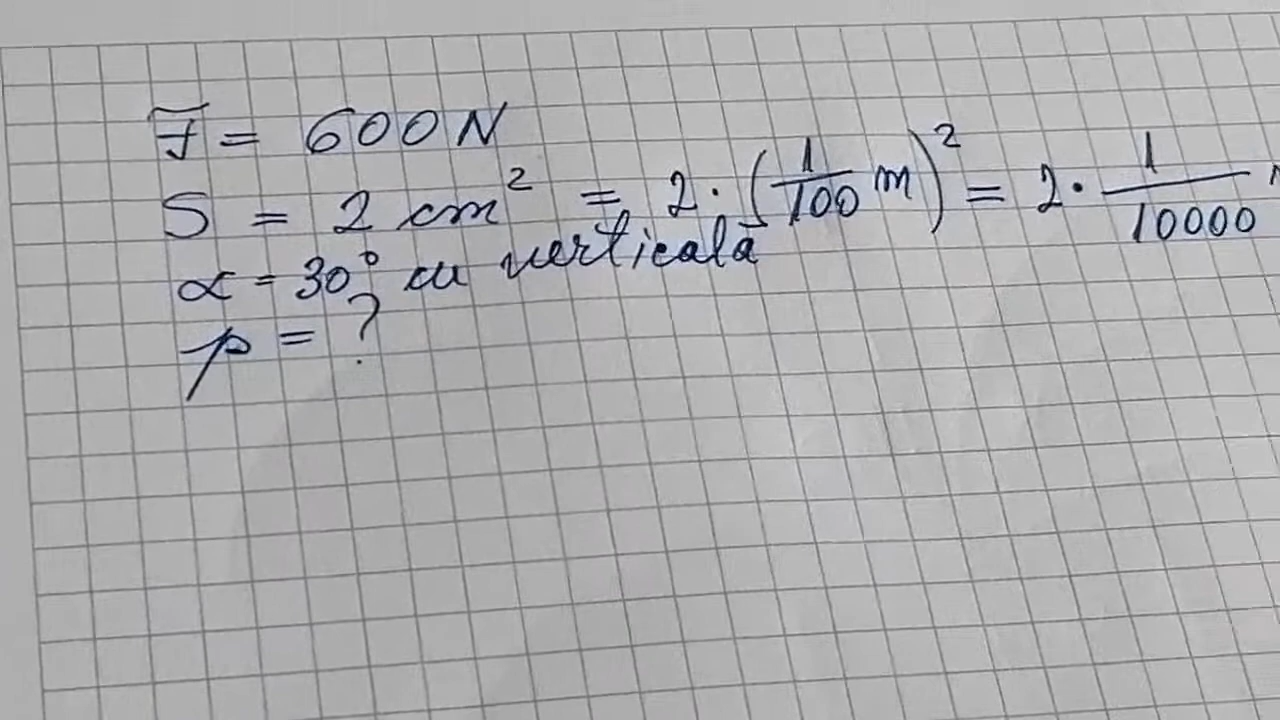 F = 600 N
S = 2 cm² = 2 · (1/100 m)² = 2 · 1/10000
α = 30° cu verticala
p = ?